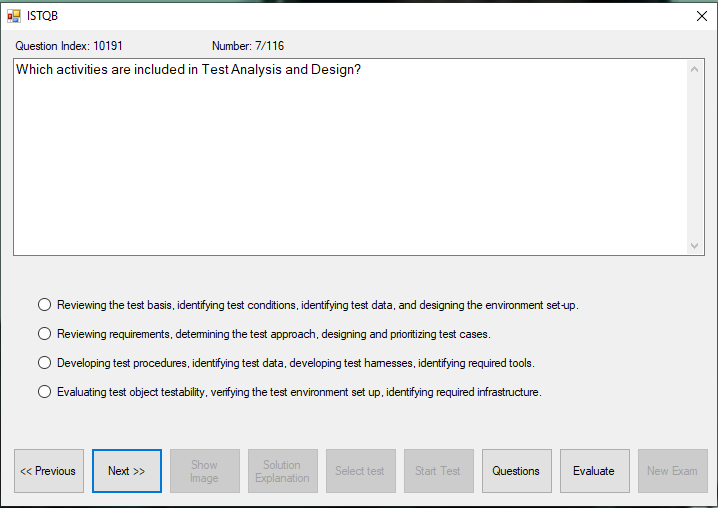 ISTQB
Question Index: 10191 Number: 7/116
Which activities are included in Test Analysis and Design?
Reviewing the test basis, identifying test conditions, identifying test data, and designing the environment set-up.
Reviewing requirements, determining the test approach, designing and prioritizing test cases.
Developing test procedures, identifying test data, developing test harnesses, identifying required tools.
Evaluating test object testability, verifying the test environment set up, identifying required infrastructure.
<< Previous Next >> Show Image Solution Explanation Select test Start Test Questions Evaluate New Exam